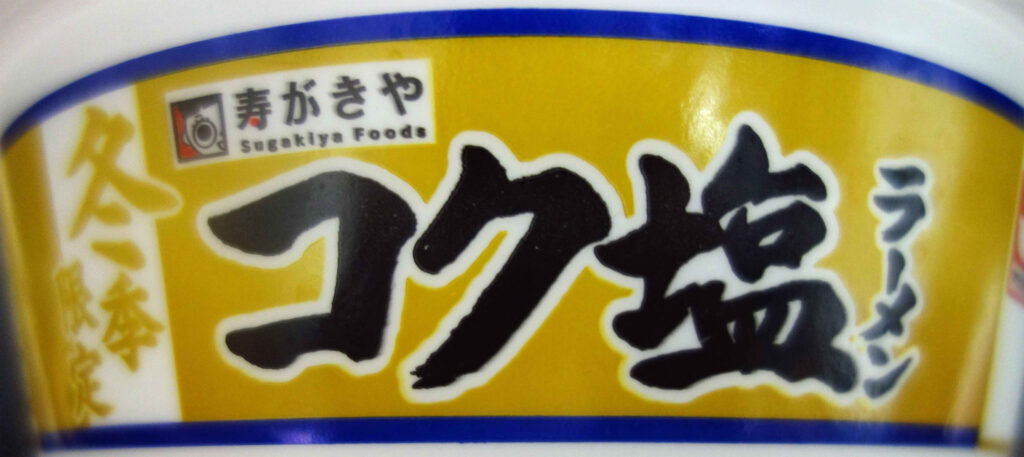 寿がきや
Sugakiya Foods
冬季
限定
コク塩
ラーメン